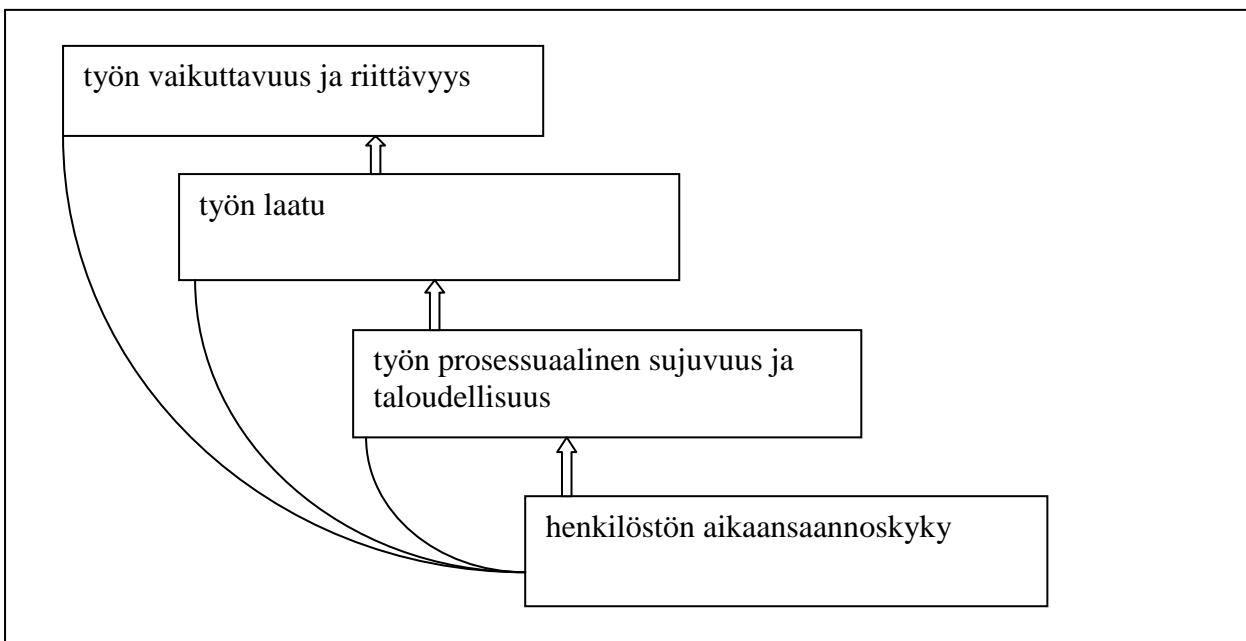 työn vaikuttavuus ja riittävyys
työn laatu
työn prosessuaalinen sujuvuus ja
taloudellisuus
henkilöstön aikaansaannoskyky